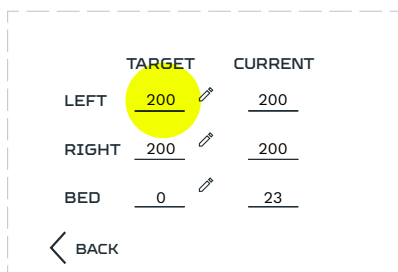 TARGET CURRENT
LEFT 200 200
RIGHT 200 200
BED 0 23
BACK